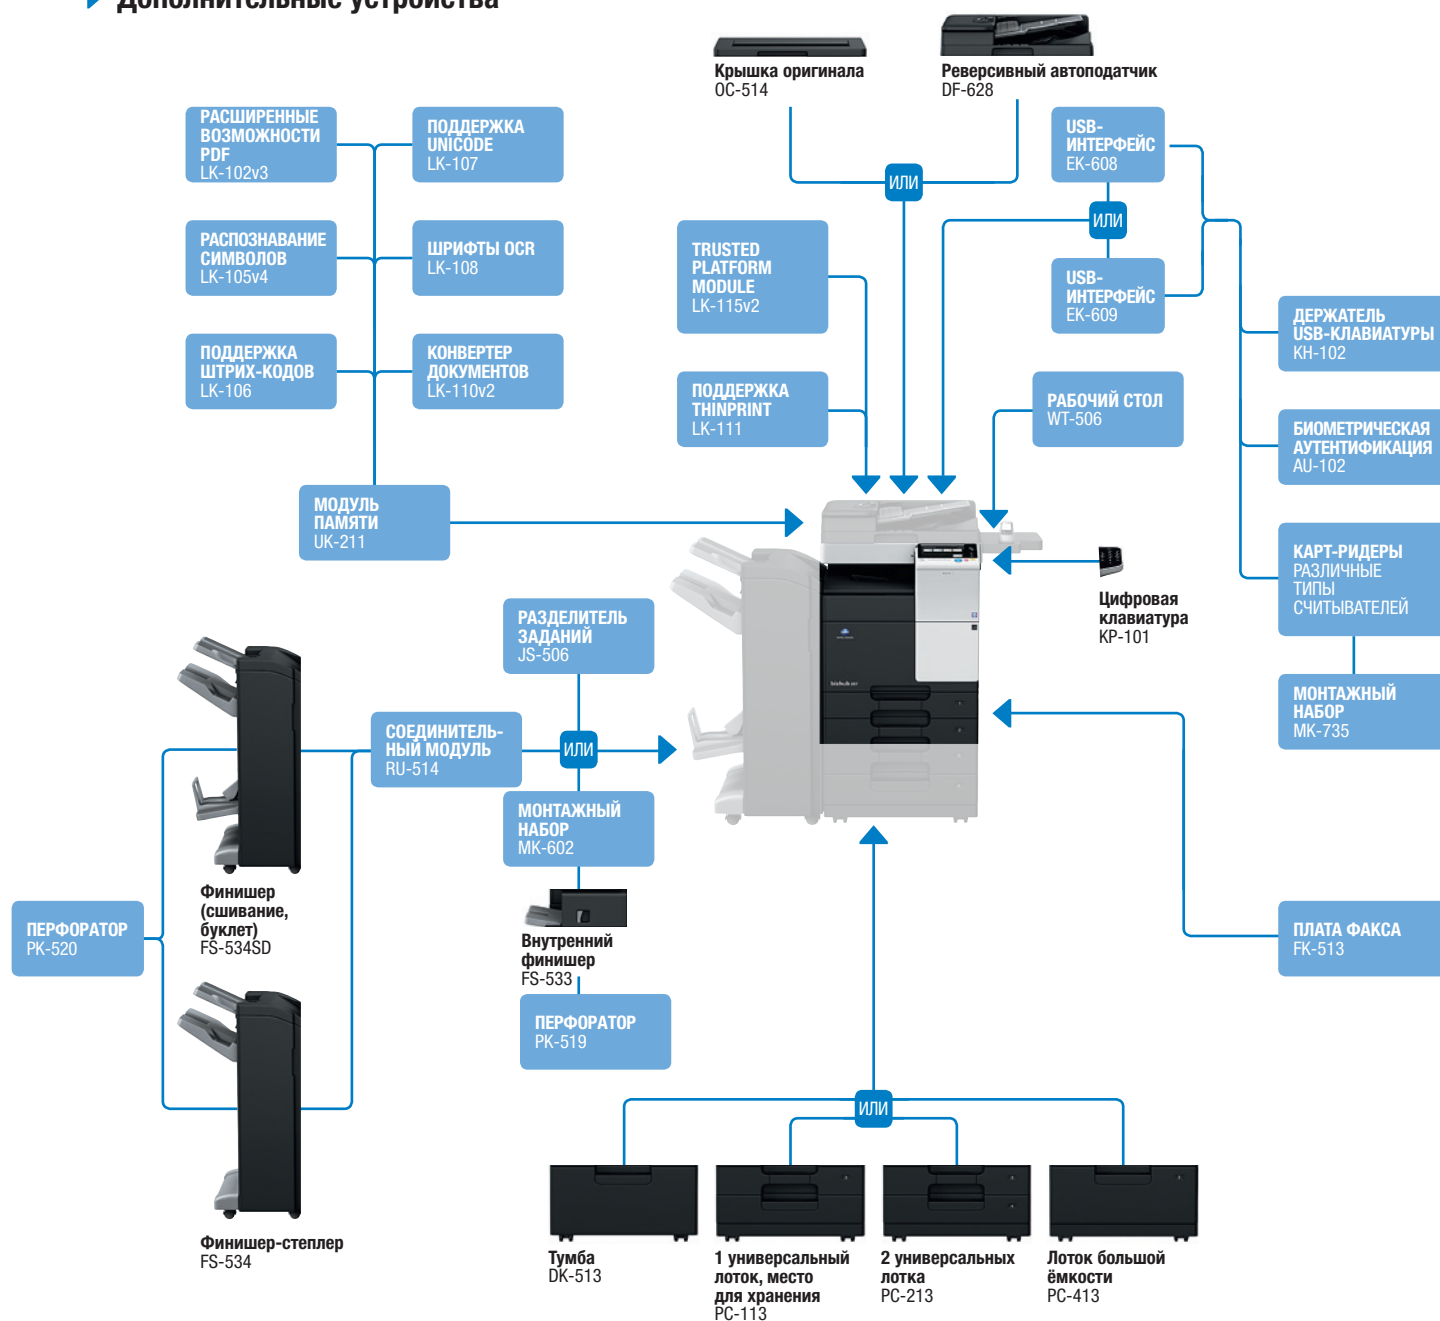 Дополнительные устройства
Крышка оригинала
OC-514
Реверсивный автоподатчик
DF-628
РАСШИРЕННЫЕ
ВОЗМОЖНОСТИ
PDF
LK-102v3
ПОДДЕРЖКА
UNICODE
LK-107
USB-
ИНТЕРФЕЙС
EK-608
ИЛИ
ИЛИ
РАСПОЗНАВАНИЕ
СИМВОЛОВ
LK-105v4
ШРИФТЫ OCR
LK-108
TRUSTED
PLATFORM
MODULE
LK-115v2
USB-
ИНТЕРФЕЙС
EK-609
ДЕРЖАТЕЛЬ
USB-КЛАВИАТУРЫ
KH-102
ПОДДЕРЖКА
ШТРИХ-КОДОВ
LK-106
КОНВЕРТЕР
ДОКУМЕНТОВ
LK-110v2
ПОДДЕРЖКА
THINPRINT
LK-111
РАБОЧИЙ СТОЛ
WT-506
БИОМЕТРИЧЕСКАЯ
АУТЕНТИФИКАЦИЯ
AU-102
МОДУЛЬ
ПАМЯТИ
UK-211
КАРТ-РИДЕРЫ
РАЗЛИЧНЫЕ
ТИПЫ
СЧИТЫВАТЕЛЕЙ
Цифровая
клавиатура
KP-101
РАЗДЕЛИТЕЛЬ
ЗАДАНИЙ
JS-506
bizhub 367
МОНТАЖНЫЙ
НАБОР
MK-735
СОЕДИНИТЕЛЬ-
НЫЙ МОДУЛЬ
RU-514
ИЛИ
МОНТАЖНЫЙ
НАБОР
MK-602
Финишер
(сшивание,
буклет)
FS-534SD
ПЕРФОРАТОР
PK-520
Внутренний
финишер
FS-533
ПЛАТА ФАКСА
FK-513
ПЕРФОРАТОР
PK-519
ИЛИ
Финишер-степлер
FS-534
Тумба
DK-513
1 универсальный
лоток, место
для хранения
PC-113
2 универсальных
лотка
PC-213
Лоток большой
ёмкости
PC-413